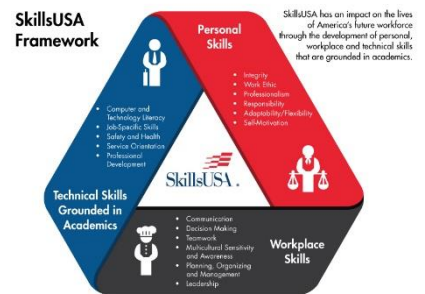 SkillsUSA
Framework
Personal
Skills
SkillsUSA has an impact on the lives
of America's future workforce
through the development of personal,
workplace and technical skills
that are grounded in academics.
• Integrity
• Work Ethic
• Professionalism
• Responsibility
• Adaptability/Flexibility
• Self-Motivation
• Computer and
Technology Literacy
• Job-Specific Skills
• Safety and Health
• Service Orientation
• Professional
Development
SkillsUSA.
Technical Skills
Grounded in
Academics
• Communication
• Decision Making
• Teamwork
• Multicultural Sensitivity
and Awareness
• Planning, Organizing
and Management
• Leadership
Workplace
Skills